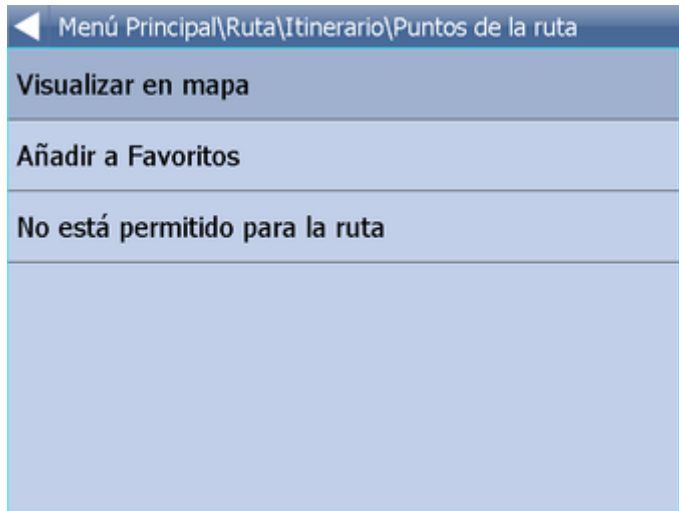 Menú Principal\Ruta\Itinerario\Puntos de la ruta
Visualizar en mapa
Añadir a Favoritos
No está permitido para la ruta